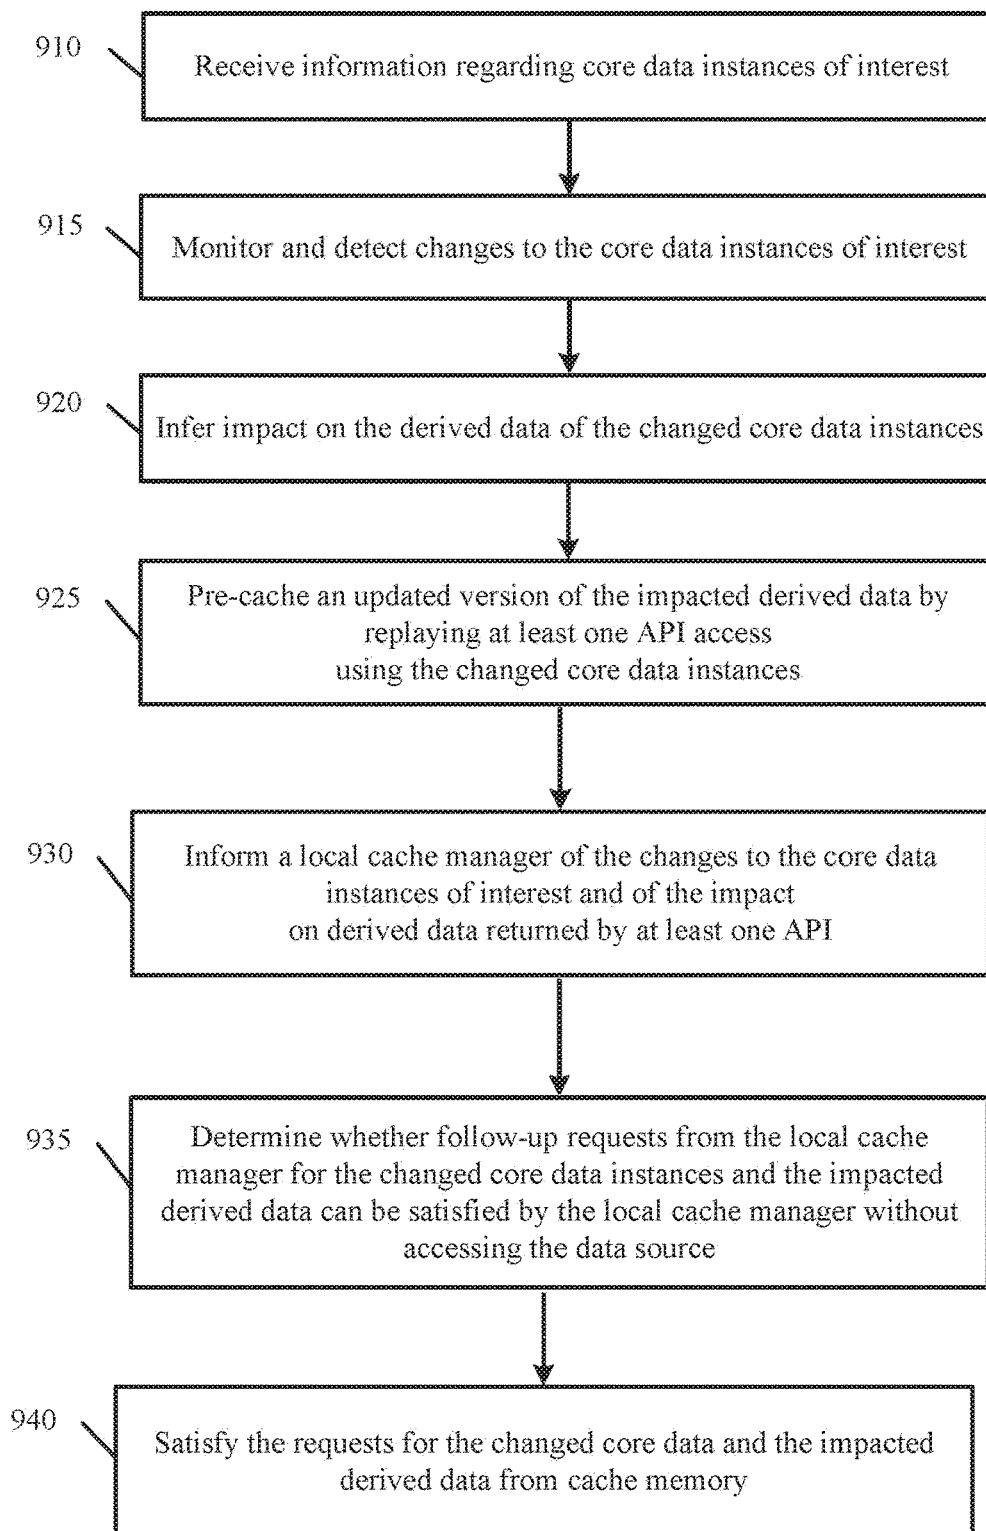 910
Receive information regarding core data instances of interest
915
Monitor and detect changes to the core data instances of interest
920
Infer impact on the derived data of the changed core data instances
925
Pre-cache an updated version of the impacted derived data by
replaying at least one API access
using the changed core data instances
930
Inform a local cache manager of the changes to the core data
instances of interest and of the impact
on derived data returned by at least one API
935
Determine whether follow-up requests from the local cache
manager for the changed core data instances and the impacted
derived data can be satisfied by the local cache manager without
accessing the data source
940
Satisfy the requests for the changed core data and the impacted
derived data from cache memory